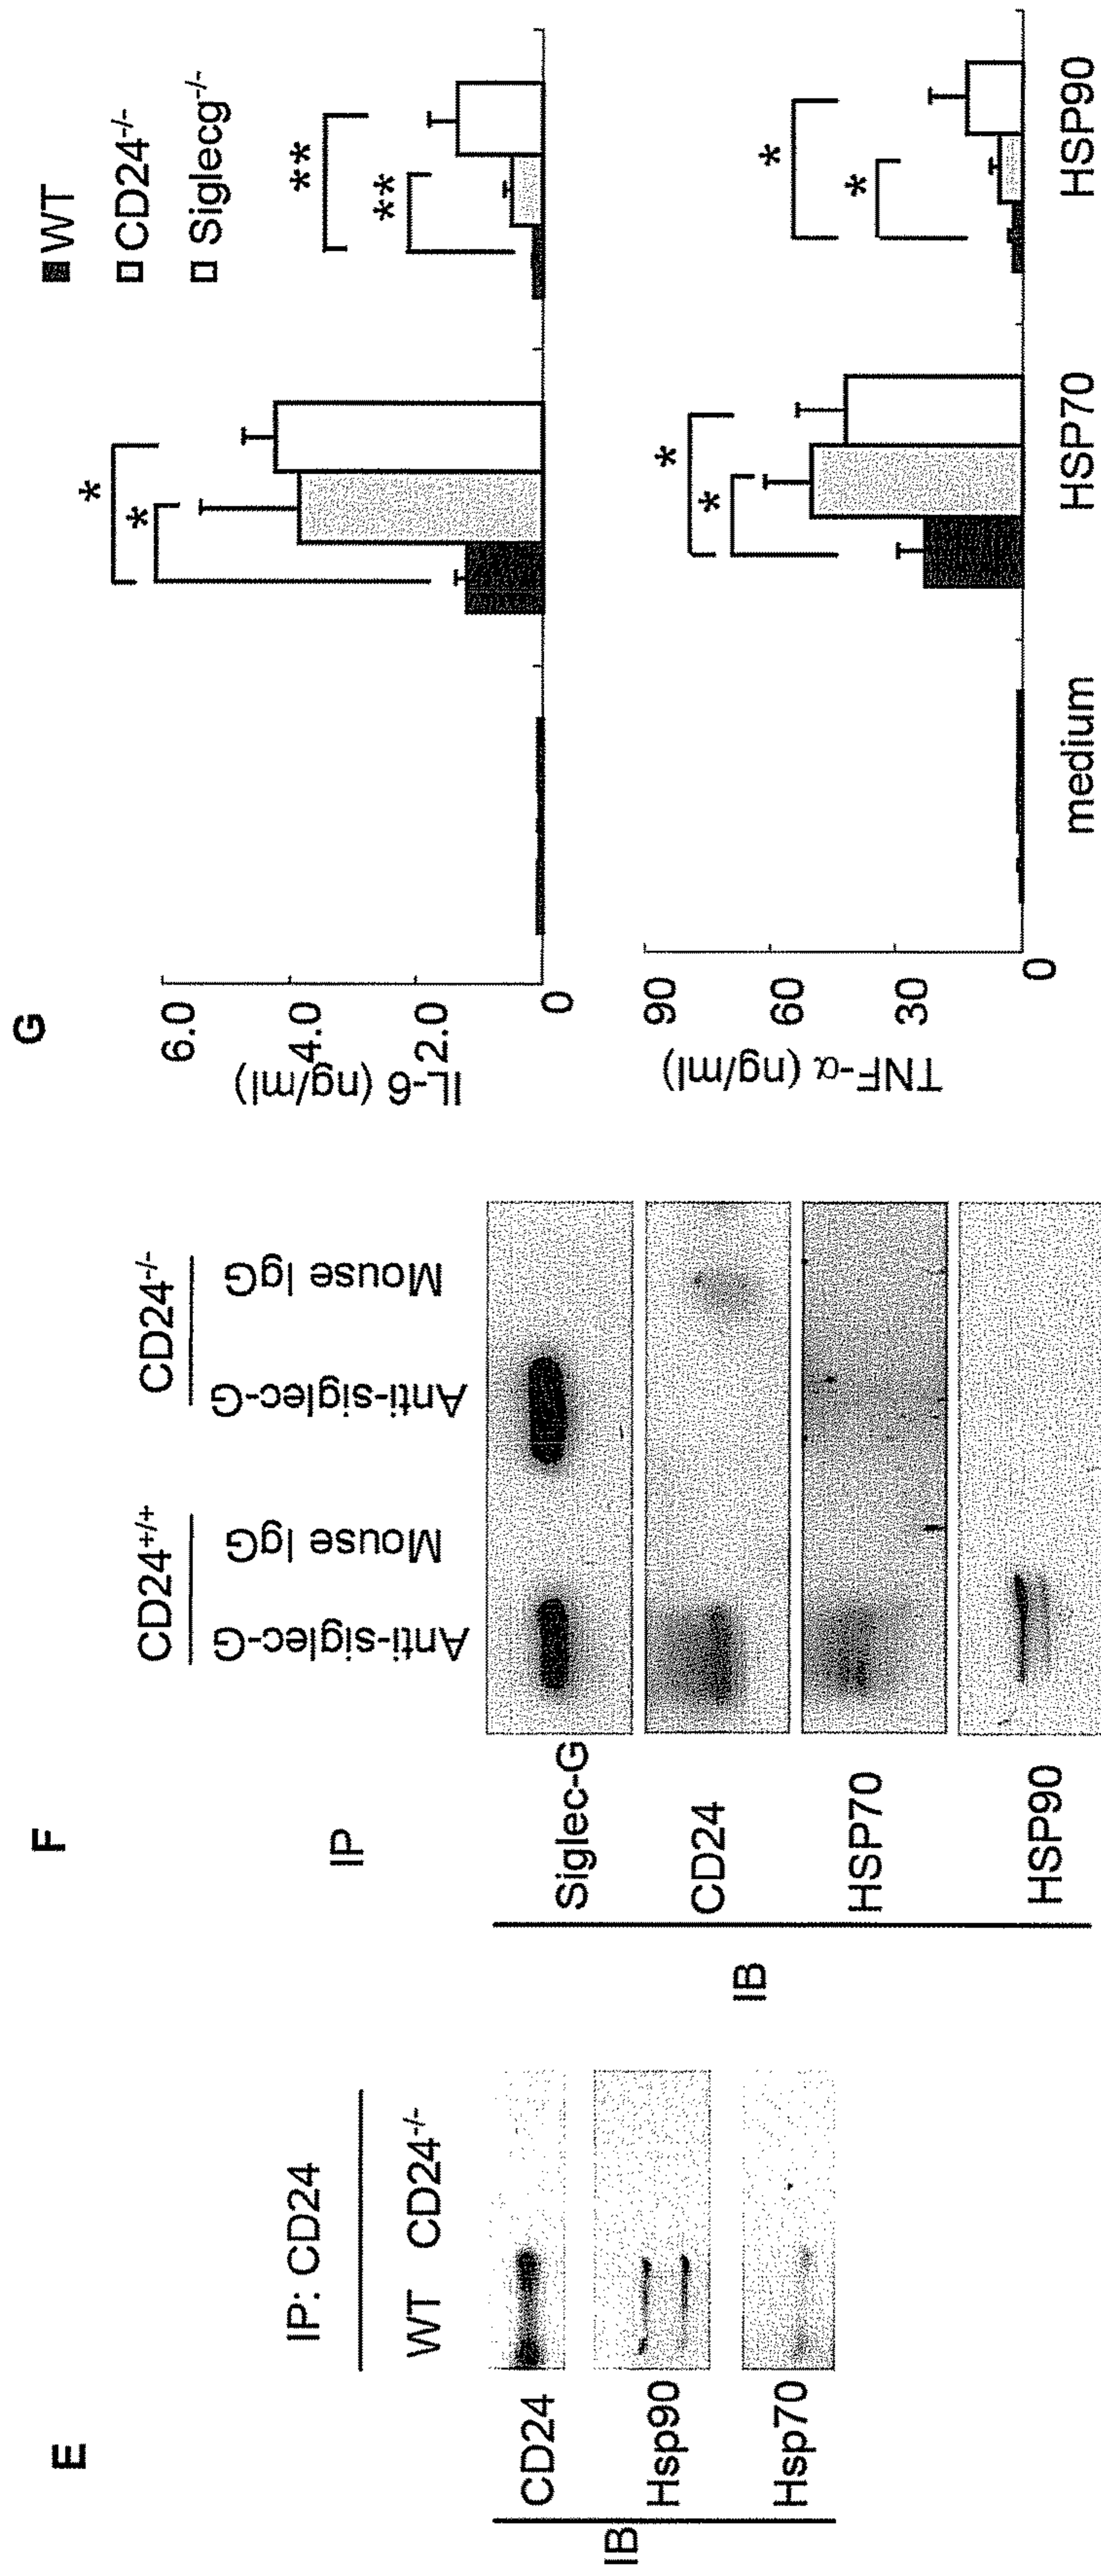 E
IP: CD24
WT CD24-/-
IB
CD24
Hsp90
Hsp70
F
CD24+/+ CD24-/-
IP
Anti-siglec-G Mouse IgG Anti-siglec-G Mouse IgG
IB
Siglec-G
CD24
HSP70
HSP90
G
WT
CD24-/-
Siglecg-/-
IL-6 (ng/ml)
6.0
4.0
2.0
0
* * ** **
TNF-α (ng/ml)
90
60
30
0
* * * *
medium HSP70 HSP90